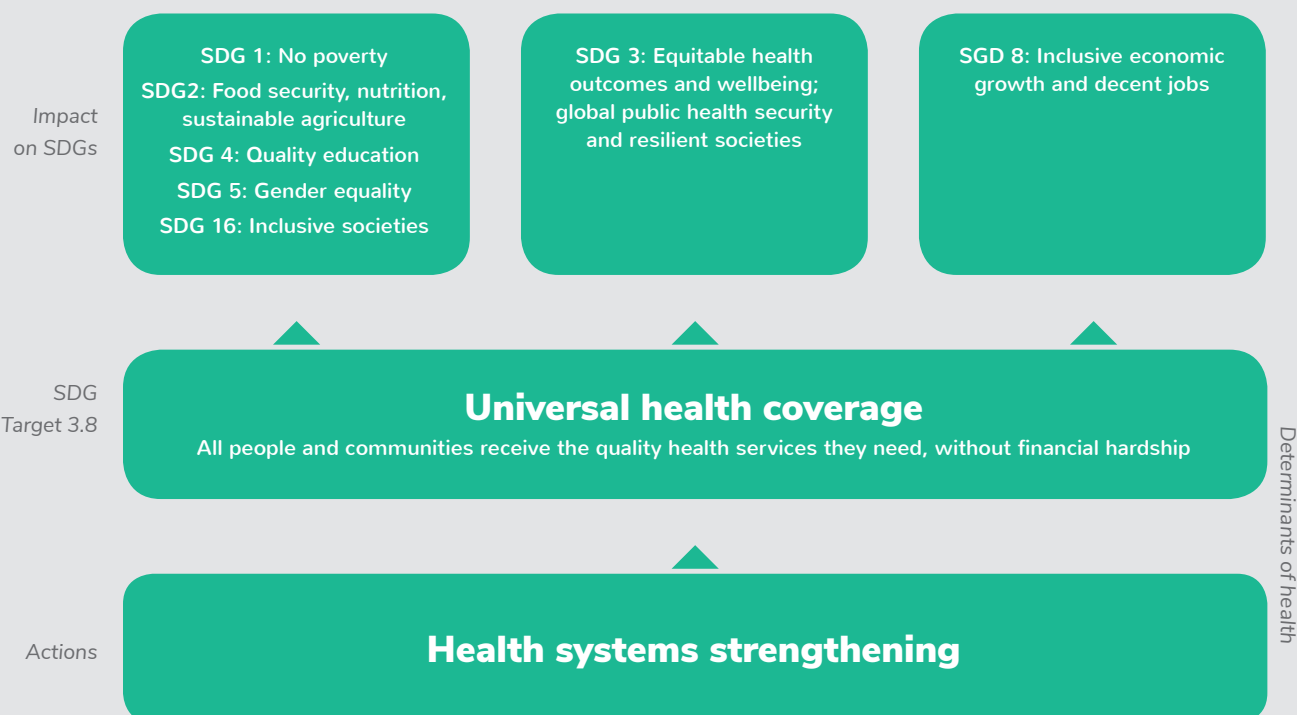 Impact
on SDGs
SDG 1: No poverty
SDG2: Food security, nutrition,
sustainable agriculture
SDG 4: Quality education
SDG 5: Gender equality
SDG 16: Inclusive societies
SDG 3: Equitable health
outcomes and wellbeing;
global public health security
and resilient societies
SGD 8: Inclusive economic
growth and decent jobs
SDG
Target 3.8
Universal health coverage
All people and communities receive the quality health services they need, without financial hardship
Determinants of health
Actions
Health systems strengthening